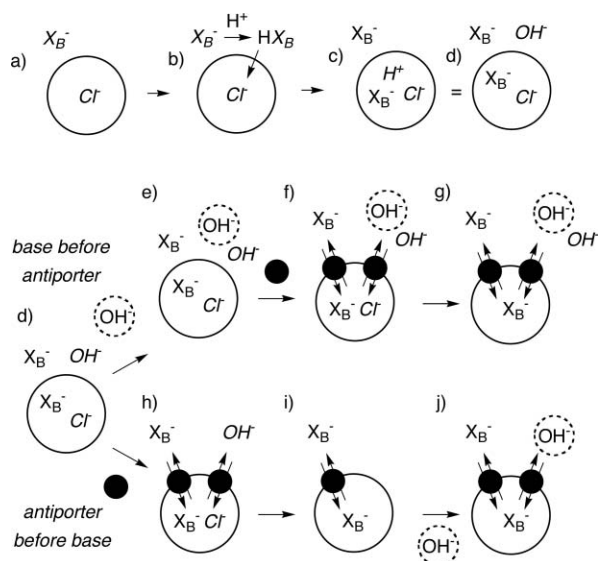 X_B^- → HX_B
H^+
X_B^-
a) b) c) d)
Cl^-
Cl^-
X_B^-
H^+
X_B^- Cl^-
=
X_B^- OH^-
X_B^-
Cl^-
e) f) g)
base before
antiporter
X_B^- OH^- OH^-
X_B^-
Cl^-
X_B^- OH^- OH^-
X_B^- Cl^-
X_B^- OH^- OH^-
X_B^-
d)
OH^-
X_B^- OH^-
X_B^-
Cl^-
h) i) j)
antiporter
before base
X_B^- OH^-
X_B^- Cl^-
X_B^-
X_B^-
OH^-
X_B^- OH^-
X_B^-